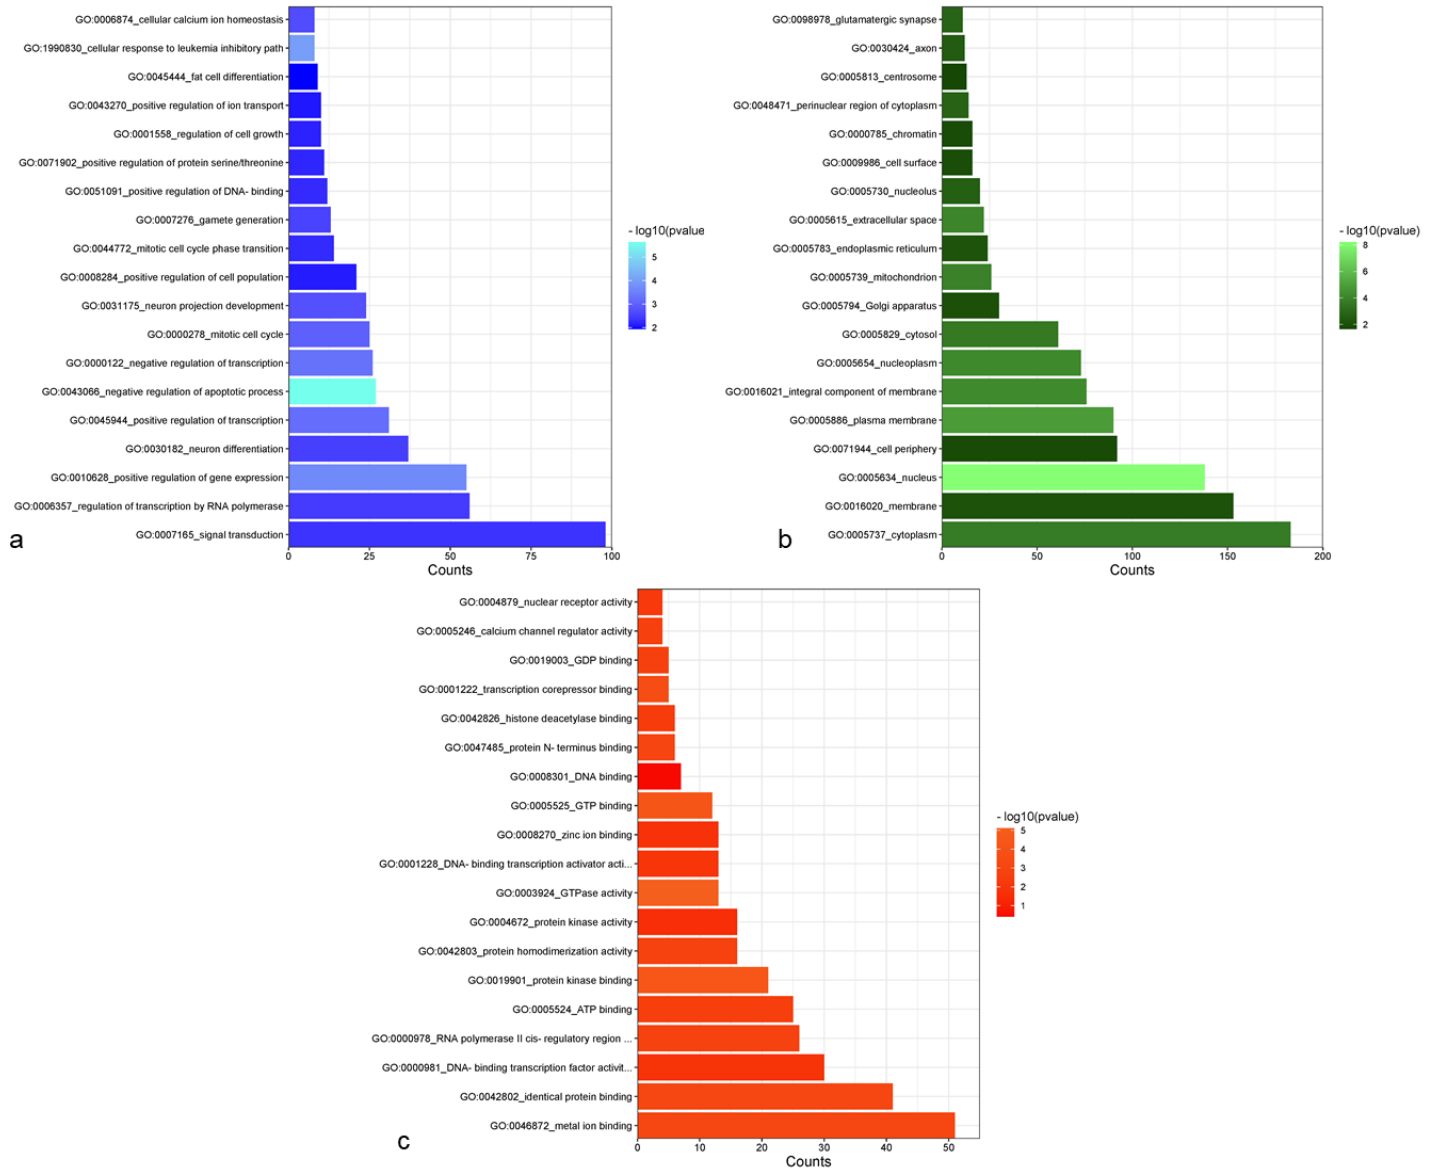 GO:0006874_cellular calcium ion homeostasis
GO:1990830_cellular response to leukemia inhibitory path
GO:0045444_fat cell differentiation
GO:0043270_positive regulation of ion transport
GO:0001558_regulation of cell growth
GO:0071902_positive regulation of protein serine/threonine
GO:0051091_positive regulation of DNA- binding
GO:0007276_gamete generation
GO:0044772_mitotic cell cycle phase transition
GO:0008284_positive regulation of cell population
GO:0031175_neuron projection development
GO:0000278_mitotic cell cycle
GO:0000122_negative regulation of transcription
GO:0043066_negative regulation of apoptotic process
GO:0045944_positive regulation of transcription
GO:0030182_neuron differentiation
GO:0010628_positive regulation of gene expression
GO:0006357_regulation of transcription by RNA polymerase
GO:0007165_signal transduction
0 25 50 75 100
Counts
- log10(pvalue
5
4
3
2
a
GO:0098978_glutamatergic synapse
GO:0030424_axon
GO:0005813_centrosome
GO:0048471_perinuclear region of cytoplasm
GO:0000785_chromatin
GO:0009986_cell surface
GO:0005730_nucleolus
GO:0005615_extracellular space
GO:0005783_endoplasmic reticulum
GO:0005739_mitochondrion
GO:0005794_Golgi apparatus
GO:0005829_cytosol
GO:0005654_nucleoplasm
GO:0016021_integral component of membrane
GO:0005886_plasma membrane
GO:0071944_cell periphery
GO:0005634_nucleus
GO:0016020_membrane
GO:0005737_cytoplasm
0 50 100 150 200
Counts
- log10(pvalue)
8
6
4
2
b
GO:0004879_nuclear receptor activity
GO:0005246_calcium channel regulator activity
GO:0019003_GDP binding
GO:0001222_transcription corepressor binding
GO:0042826_histone deacetylase binding
GO:0047485_protein N- terminus binding
GO:0008301_DNA binding
GO:0005525_GTP binding
GO:0008270_zinc ion binding
GO:0001228_DNA- binding transcription activator acti...
GO:0003924_GTPase activity
GO:0004672_protein kinase activity
GO:0042803_protein homodimerization activity
GO:0019901_protein kinase binding
GO:0005524_ATP binding
GO:0000978_RNA polymerase II cis- regulatory region ...
GO:0000981_DNA- binding transcription factor activit...
GO:0042802_identical protein binding
GO:0046872_metal ion binding
0 10 20 30 40 50
Counts
- log10(pvalue)
5
4
3
2
1
c